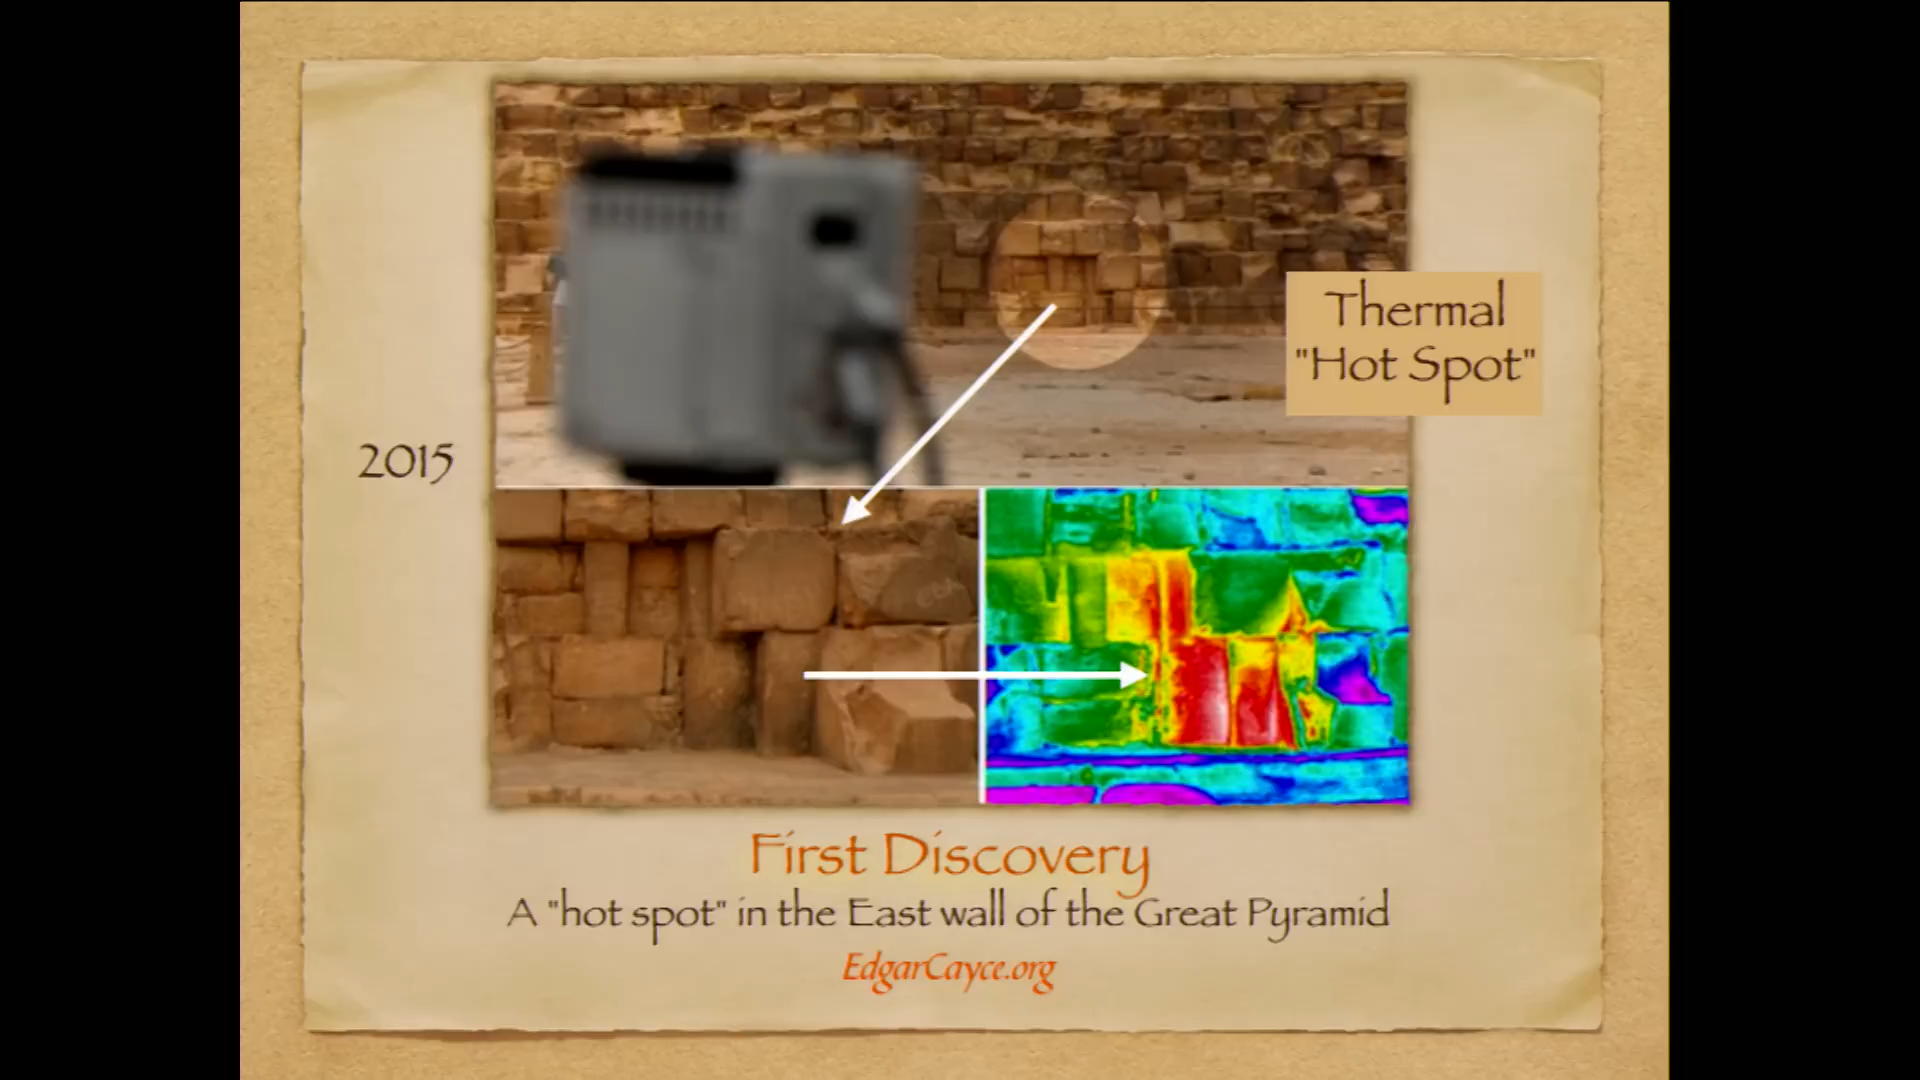 Thermal
"Hot Spot"
2015
First Discovery
A "hot spot" in the East wall of the Great Pyramid
EdgarCayce.org